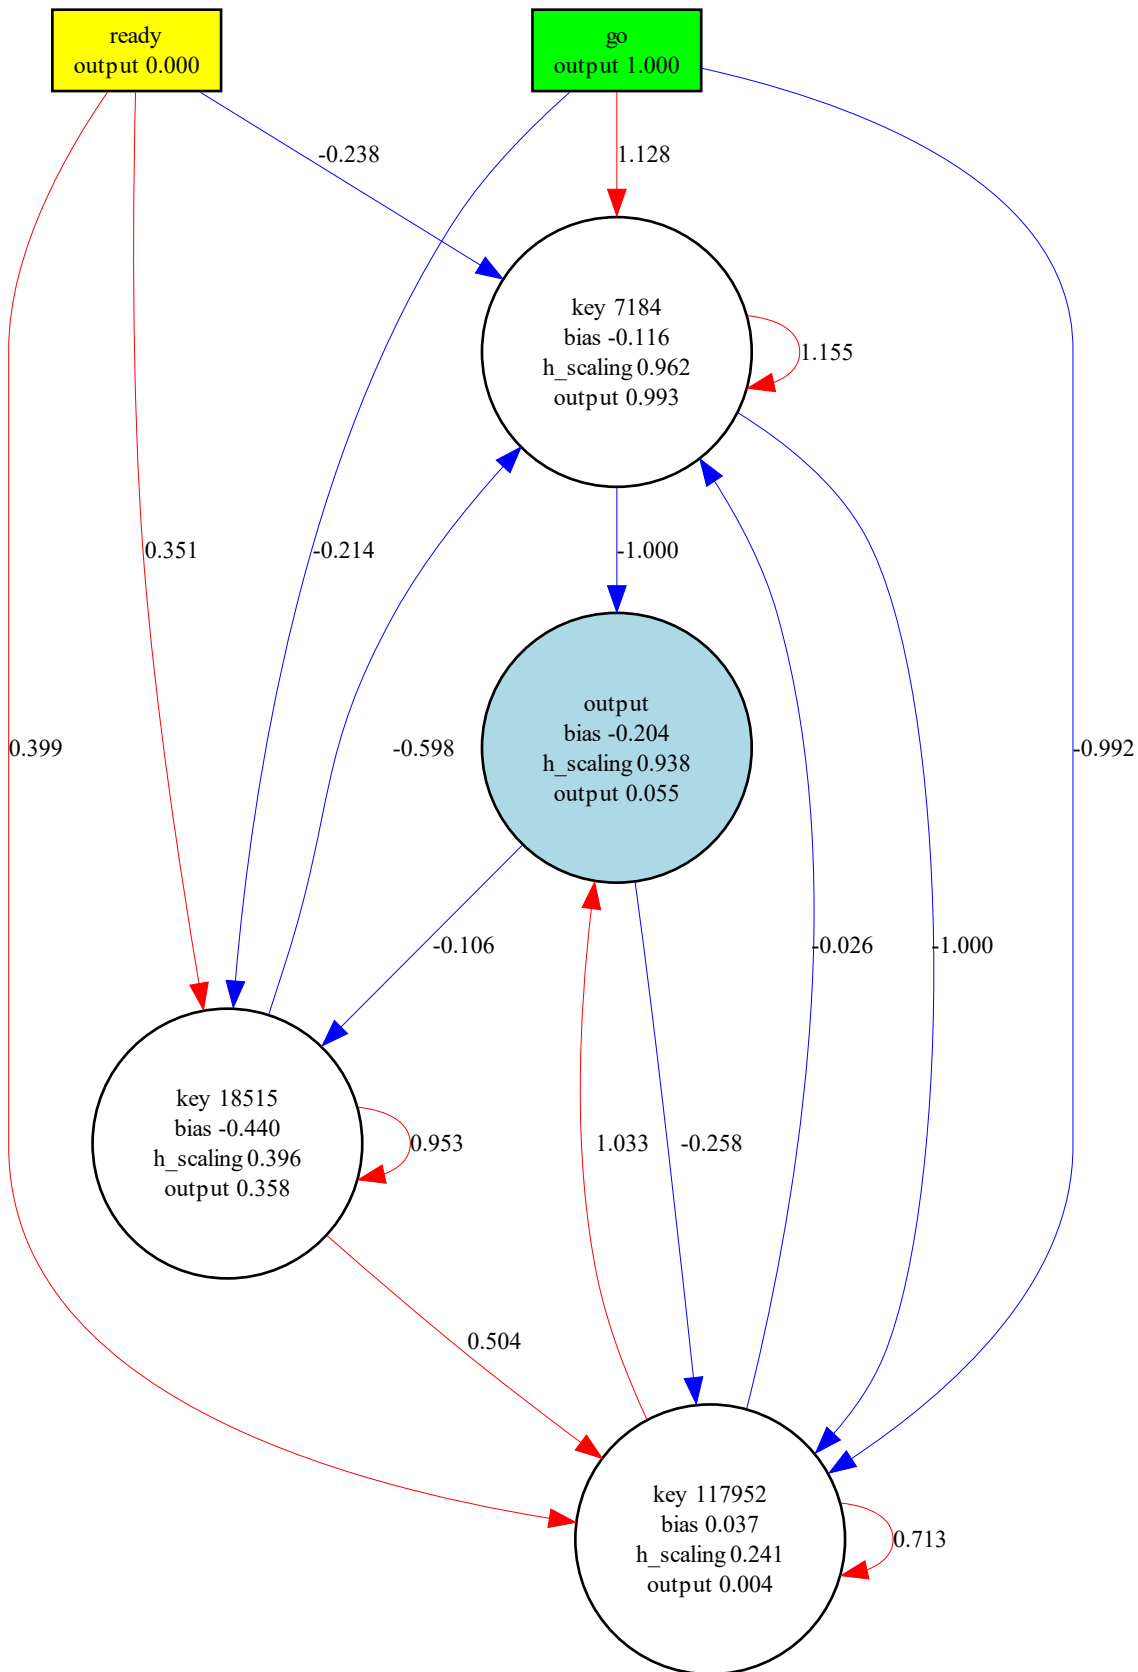 ready
output 0.000
go
output 1.000
-0.238
1.128
key 7184
bias -0.116
h_scaling 0.962
output 0.993
1.155
0.351
-0.214
-1.000
output
bias -0.204
h_scaling 0.938
output 0.055
0.399
-0.598
-0.992
-0.106
-0.026
-1.000
key 18515
bias -0.440
h_scaling 0.396
output 0.358
0.953
1.033
-0.258
0.504
key 117952
bias 0.037
h_scaling 0.241
output 0.004
0.713